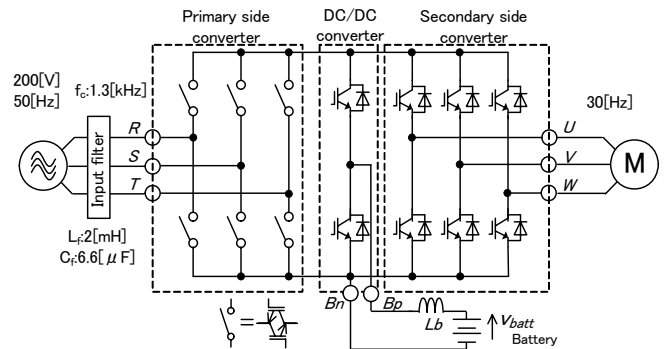 Primary side
converter
DC/DC
converter
Secondary side
converter
200[V]
50[Hz]
fc:1.3[kHz]
30[Hz]
Input filter
R
S
T
U
V
W
M
Lf:2[mH]
Cf:6.6[μF]
=
Bn
Bp
Lb
Vbatt
Battery